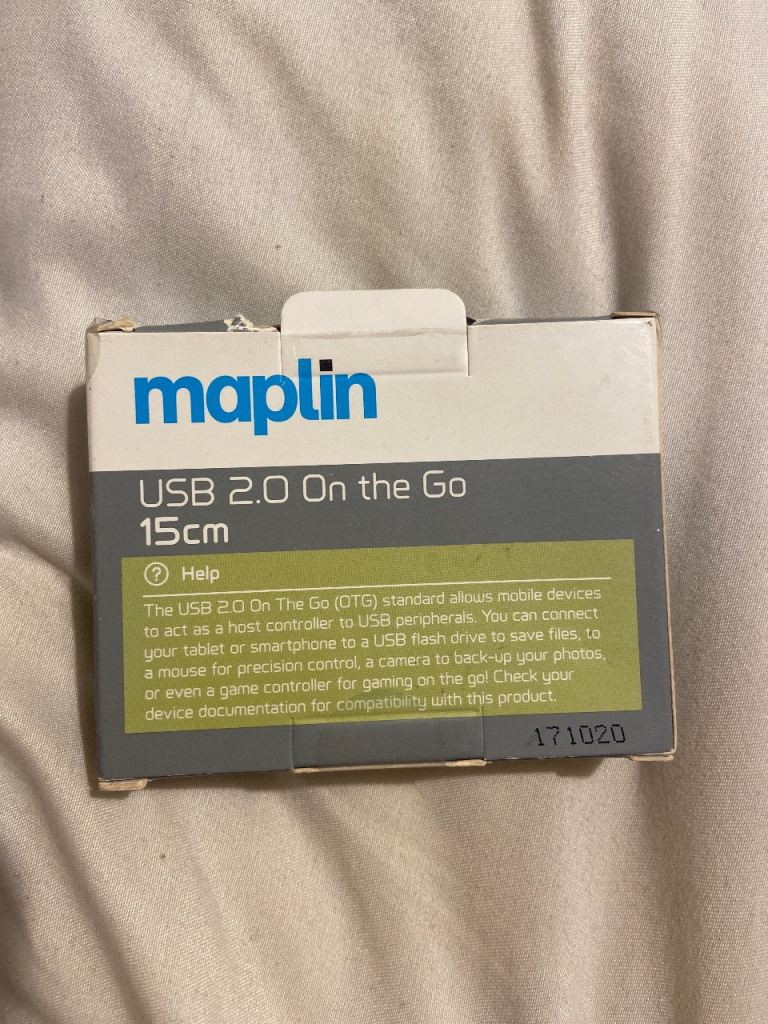 maplin
USB 2.0 On the Go
15cm
? Help
The USB 2.0 On The Go (OTG) standard allows mobile devices
to act as a host controller to USB peripherals. You can connect
your tablet or smartphone to a USB flash drive to save files, to
a mouse for precision control, a camera to back-up your photos,
or even a game controller for gaming on the go! Check your
device documentation for compatibility with this product.
171020